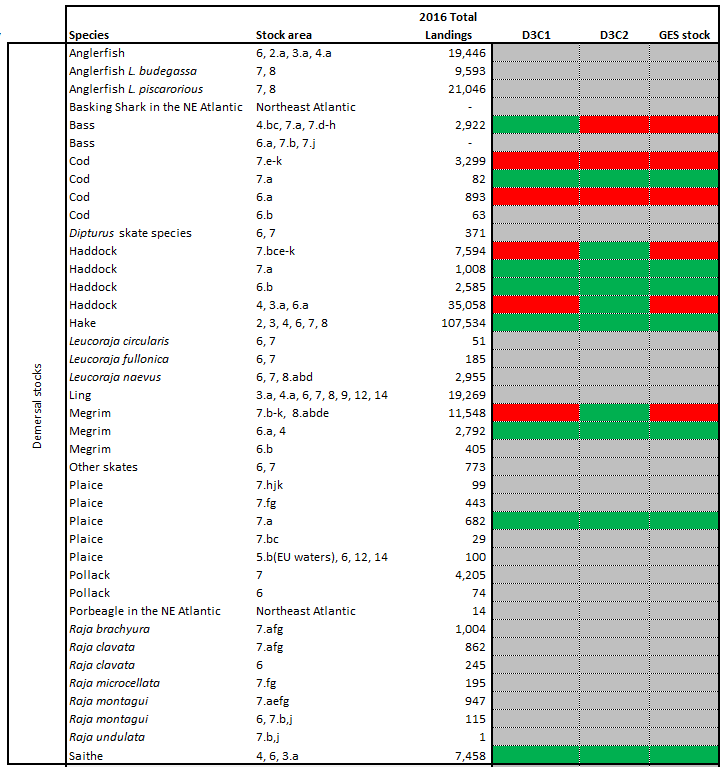 2016 Total
Species Stock area Landings D3C1 D3C2 GES stock
Demersal stocks
Anglerfish 6, 2.a, 3.a, 4.a 19,446
Anglerfish L. budegassa 7, 8 9,593
Anglerfish L. piscarorious 7, 8 21,046
Basking Shark in the NE Atlantic Northeast Atlantic -
Bass 4.bc, 7.a, 7.d-h 2,922
Bass 6.a, 7.b, 7.j -
Cod 7.e-k 3,299
Cod 7.a 82
Cod 6.a 893
Cod 6.b 63
Dipturus skate species 6, 7 371
Haddock 7.bce-k 7,594
Haddock 7.a 1,008
Haddock 6.b 2,585
Haddock 4, 3.a, 6.a 35,058
Hake 2, 3, 4, 6, 7, 8 107,534
Leucoraja circularis 6, 7 51
Leucoraja fullonica 6, 7 185
Leucoraja naevus 6, 7, 8.abd 2,955
Ling 3.a, 4.a, 6, 7, 8, 9, 12, 14 19,269
Megrim 7.b-k, 8.abde 11,548
Megrim 6.a, 4 2,792
Megrim 6.b 405
Other skates 6, 7 773
Plaice 7.hjk 99
Plaice 7.fg 443
Plaice 7.a 682
Plaice 7.bc 29
Plaice 5.b(EU waters), 6, 12, 14 100
Pollack 7 4,205
Pollack 6 74
Porbeagle in the NE Atlantic Northeast Atlantic 14
Raja brachyura 7.afg 1,004
Raja clavata 7.afg 862
Raja clavata 6 245
Raja microcellata 7.fg 195
Raja montagui 7.aefg 947
Raja montagui 6, 7.b,j 115
Raja undulata 7.b,j 1
Saithe 4, 6, 3.a 7,458